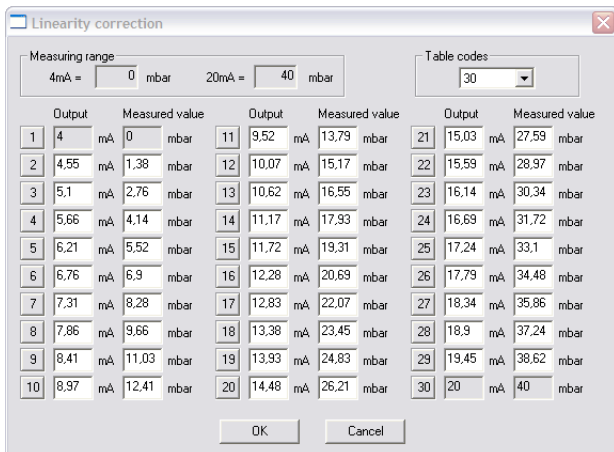 Linearity correction
Measuring range
Table codes
4mA = 0 mbar 20mA = 40 mbar
30
Output Measured value Output Measured value Output Measured value
1 4 mA 0 mbar 11 9,52 mA 13,79 mbar 21 15,03 mA 27,59 mbar
2 4,55 mA 1,38 mbar 12 10,07 mA 15,17 mbar 22 15,59 mA 28,97 mbar
3 5,1 mA 2,76 mbar 13 10,62 mA 16,55 mbar 23 16,14 mA 30,34 mbar
4 5,66 mA 4,14 mbar 14 11,17 mA 17,93 mbar 24 16,69 mA 31,72 mbar
5 6,21 mA 5,52 mbar 15 11,72 mA 19,31 mbar 25 17,24 mA 33,1 mbar
6 6,76 mA 6,9 mbar 16 12,28 mA 20,69 mbar 26 17,79 mA 34,48 mbar
7 7,31 mA 8,28 mbar 17 12,83 mA 22,07 mbar 27 18,34 mA 35,86 mbar
8 7,86 mA 9,66 mbar 18 13,38 mA 23,45 mbar 28 18,9 mA 37,24 mbar
9 8,41 mA 11,03 mbar 19 13,93 mA 24,83 mbar 29 19,45 mA 38,62 mbar
10 8,97 mA 12,41 mbar 20 14,48 mA 26,21 mbar 30 20 mA 40 mbar
OK Cancel